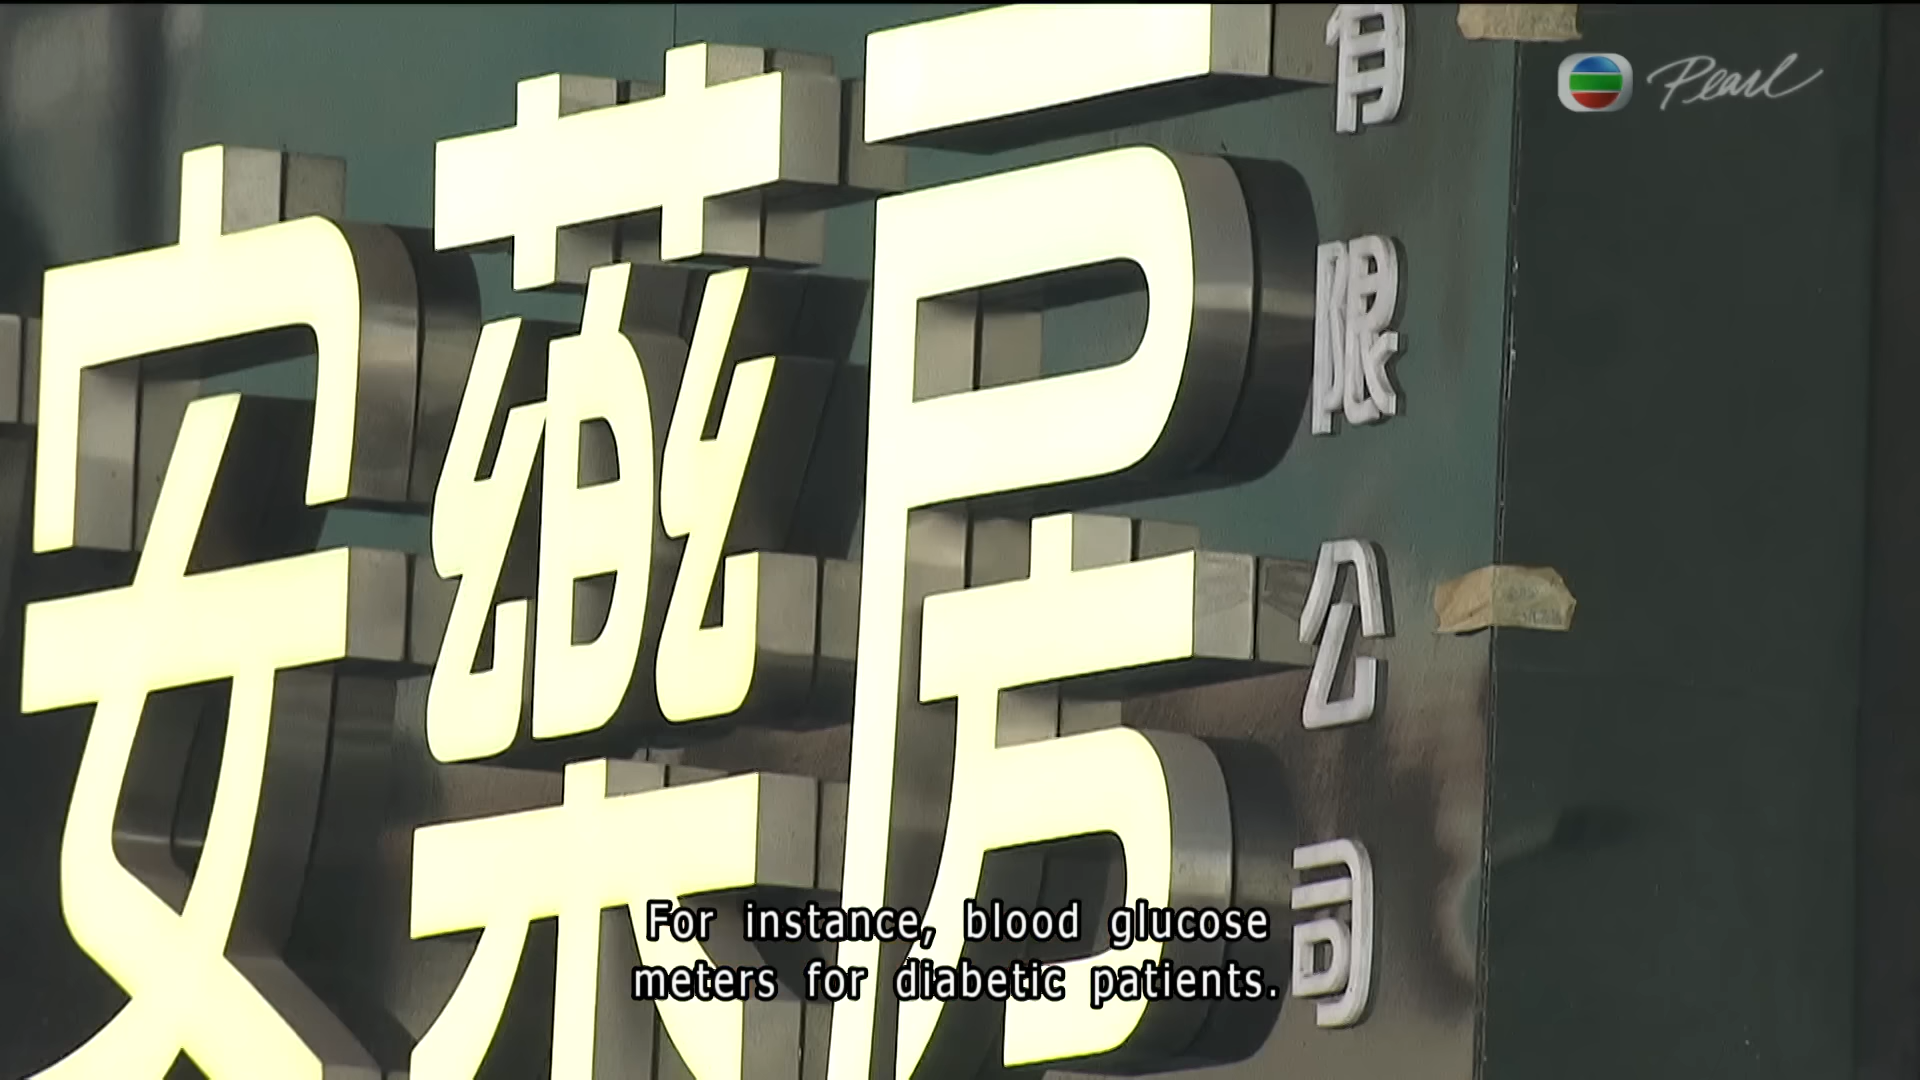 安藥房
有限公司
Pearl
For instance, blood glucose
meters for diabetic patients.